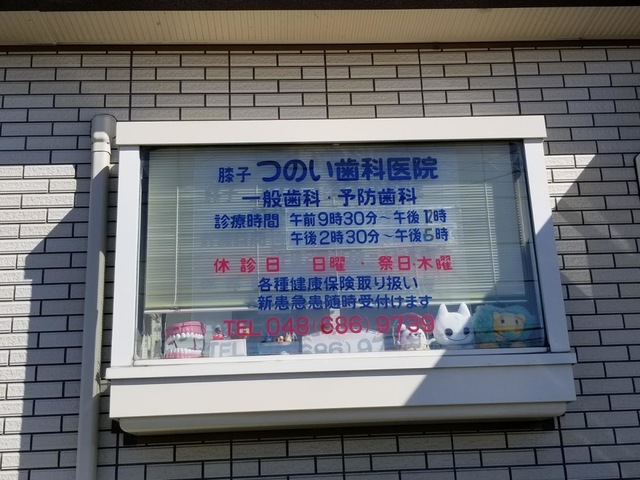 膝子 つのい歯科医院
一般歯科・予防歯科
診療時間 午前9時30分～午後12時
午後2時30分～午後6時
休診日 日曜・祭日・木曜
各種健康保険取り扱い
新患急患随時受付けます
TEL 048(686)9739